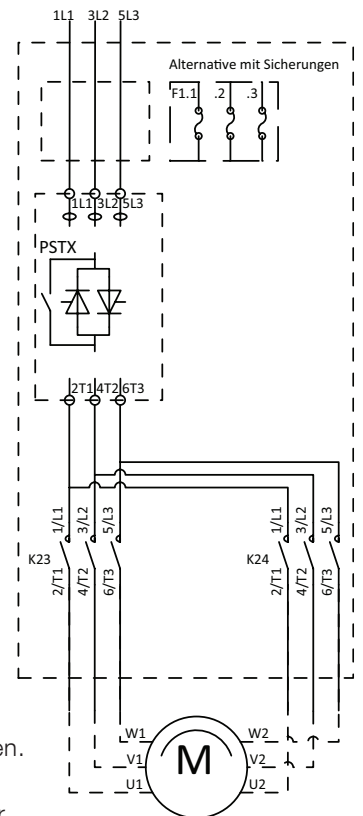 1L1 3L2 5L3
Alternative mit Sicherungen
F1.1 .2 .3
1L1 3L2 5L3
PSTX
2T1 4T2 6T3
1/L1 3/L2 5/L3
1/L1 3/L2 5/L3
K23
K24
2/T1 4/T2 6/T3
2/T1 4/T2 6/T3
W1 W2
en.
M
V1 V2
U1 U2